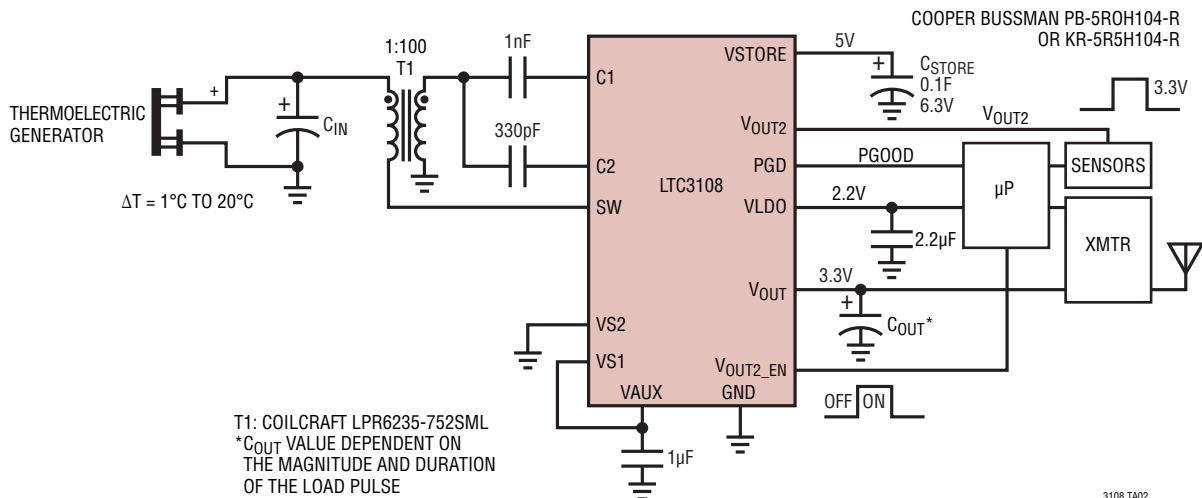 COOPER BUSSMAN PB-5ROH104-R
OR KR-5R5H104-R
1:100
T1
1nF
330pF
THERMOELECTRIC
GENERATOR
+
+
CIN
∆T = 1°C TO 20°C
C1
C2
SW
VS2
VS1
VAUX
GND
LTC3108
VSTORE
VOUT2
PGD
VLDO
VOUT
VOUT2_EN
5V
+
CSTORE
0.1F
6.3V
3.3V
VOUT2
PGOOD
2.2V
2.2µF
3.3V
+
COUT*
µP
SENSORS
XMTR
OFF ON
1µF
T1: COILCRAFT LPR6235-752SML
*COUT VALUE DEPENDENT ON
THE MAGNITUDE AND DURATION
OF THE LOAD PULSE
3108 TA02